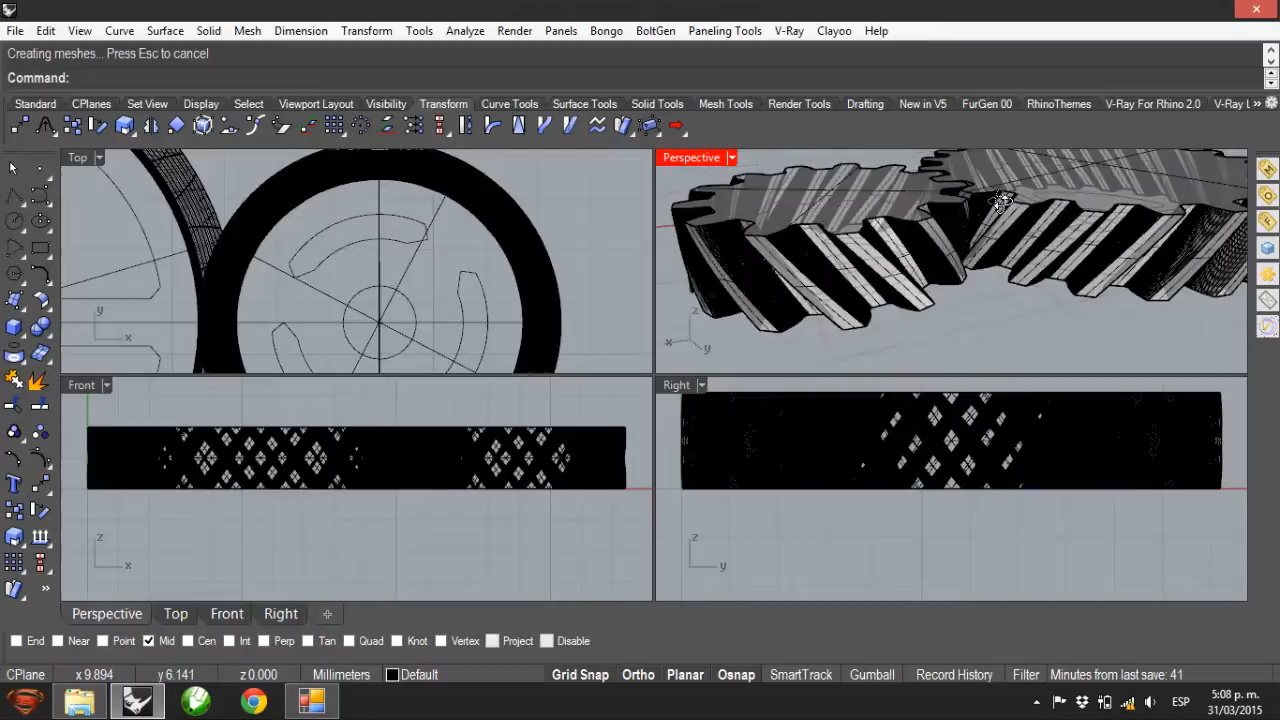 File Edit View Curve Surface Solid Mesh Dimension Transform Tools Analyze Render Panels Bongo BoltGen Paneling Tools V-Ray Clayoo Help
Creating meshes... Press Esc to cancel
Command:
Standard CPlanes Set View Display Select Viewport Layout Visibility Transform Curve Tools Surface Tools Solid Tools Mesh Tools Render Tools Drafting New in V5 FurGen 00 RhinoThemes V-Ray For Rhino 2.0 V-Ray L »
Top
Perspective
y
x
z
x
y
Front
Right
z
x
z
y
Perspective Top Front Right +
End Near Point Mid Cen Int Perp Tan Quad Knot Vertex Project Disable
CPlane x 9.894 y 6.141 z 0.000 Millimeters Default Grid Snap Ortho Planar Osnap SmartTrack Gumball Record History Filter Minutes from last save: 41
ESP
5:08 p. m.
31/03/2015